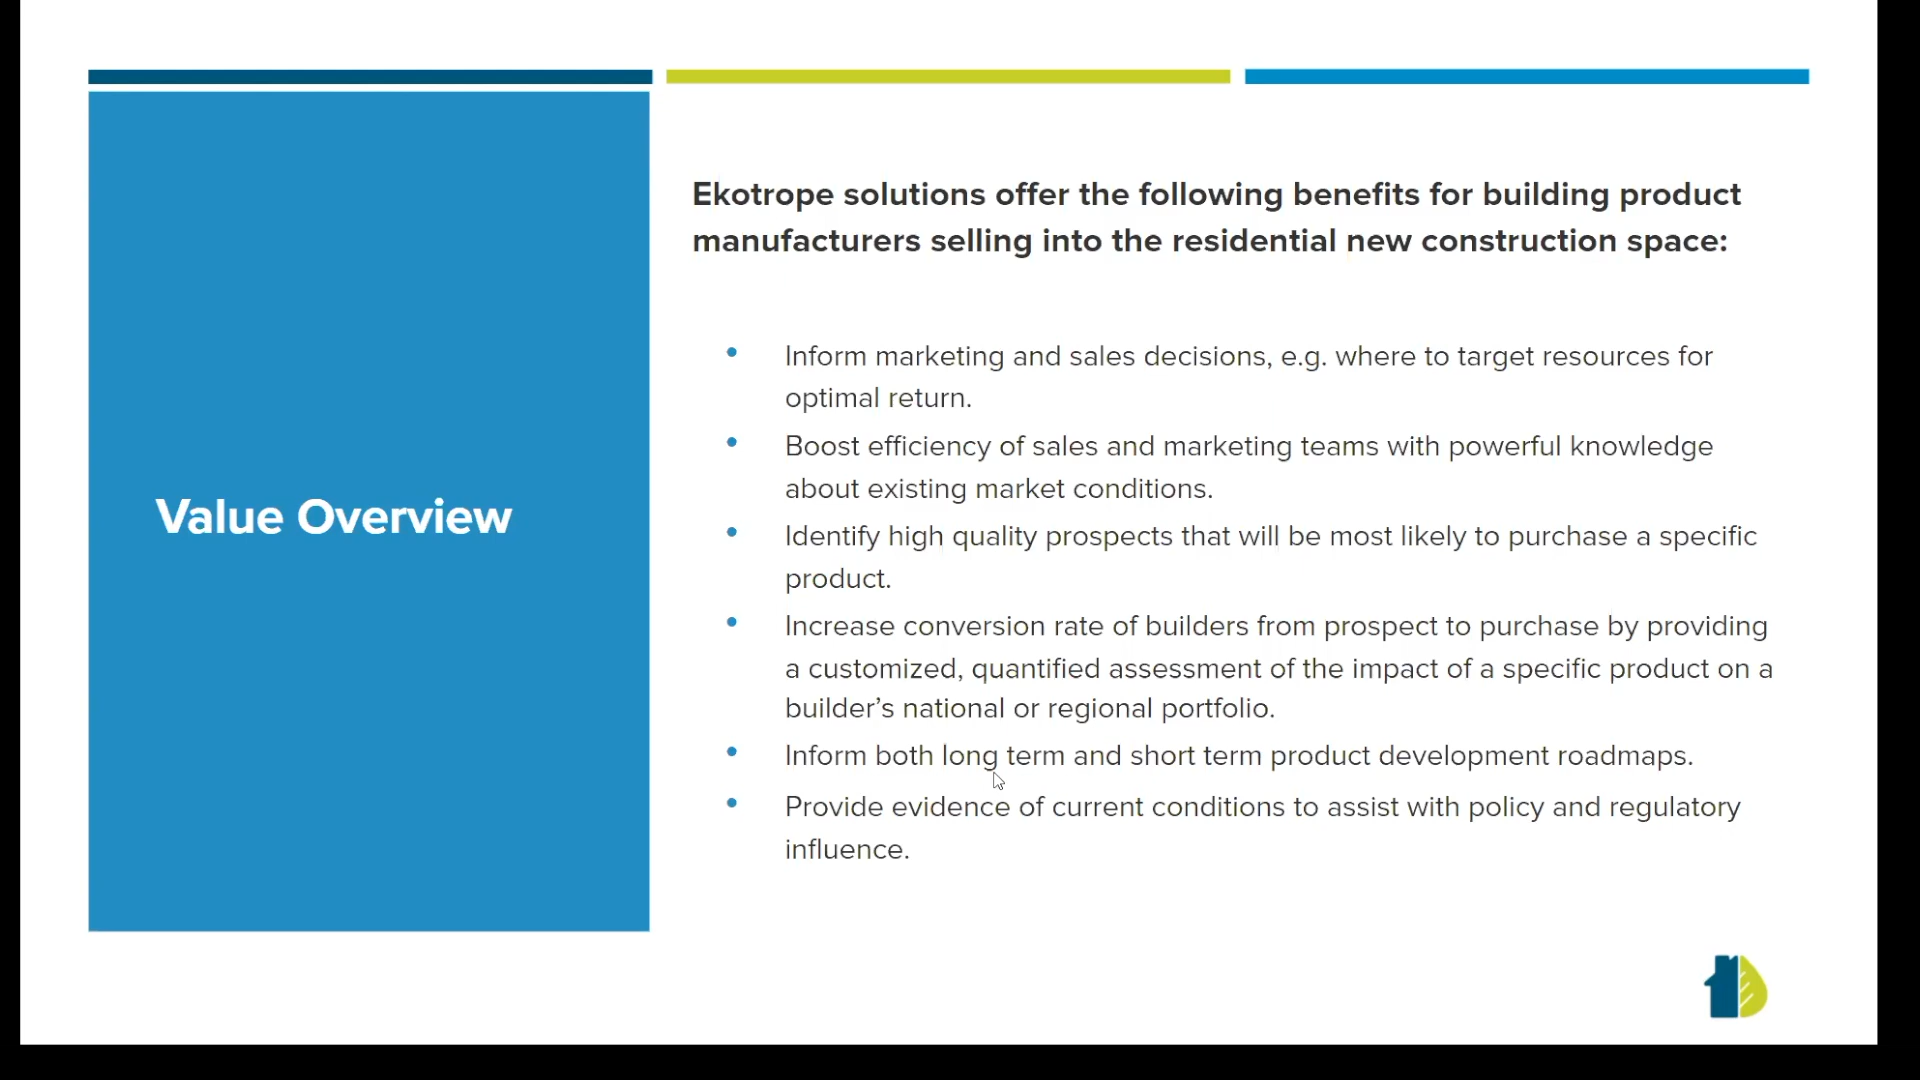 Value Overview
Ekotrope solutions offer the following benefits for building product
manufacturers selling into the residential new construction space:
• Inform marketing and sales decisions, e.g. where to target resources for
optimal return.
• Boost efficiency of sales and marketing teams with powerful knowledge
about existing market conditions.
• Identify high quality prospects that will be most likely to purchase a specific
product.
• Increase conversion rate of builders from prospect to purchase by providing
a customized, quantified assessment of the impact of a specific product on a
builder’s national or regional portfolio.
• Inform both long term and short term product development roadmaps.
• Provide evidence of current conditions to assist with policy and regulatory
influence.